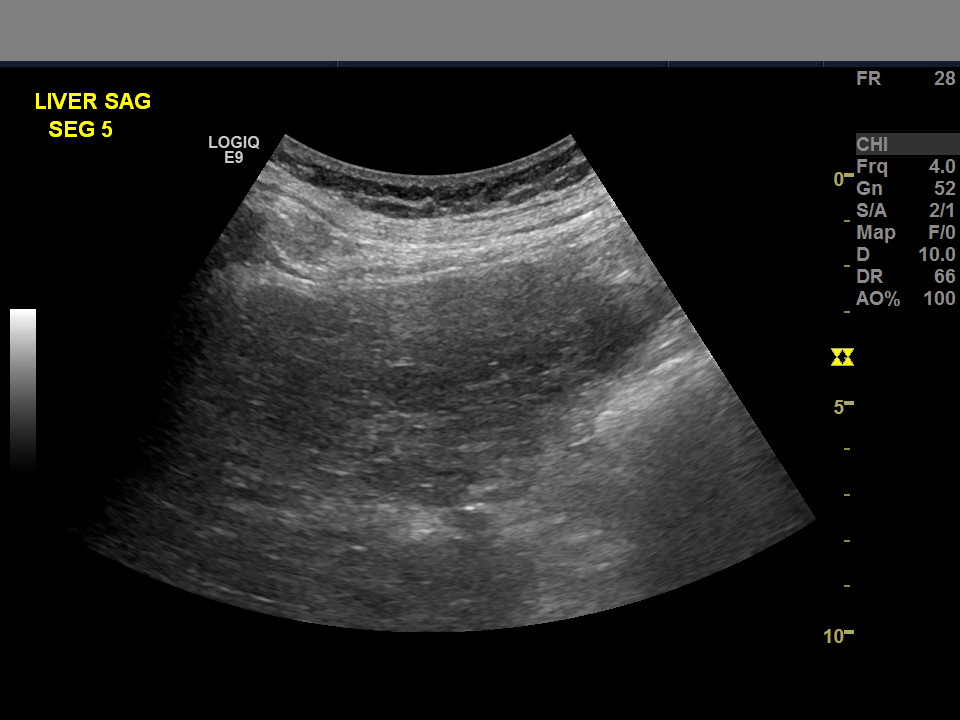 LIVER SAG
SEG 5
LOGIQ
E9
FR 28
CHI
Frq 4.0
Gn 52
S/A 2/1
Map F/0
D 10.0
DR 66
AO% 100
0
5
10